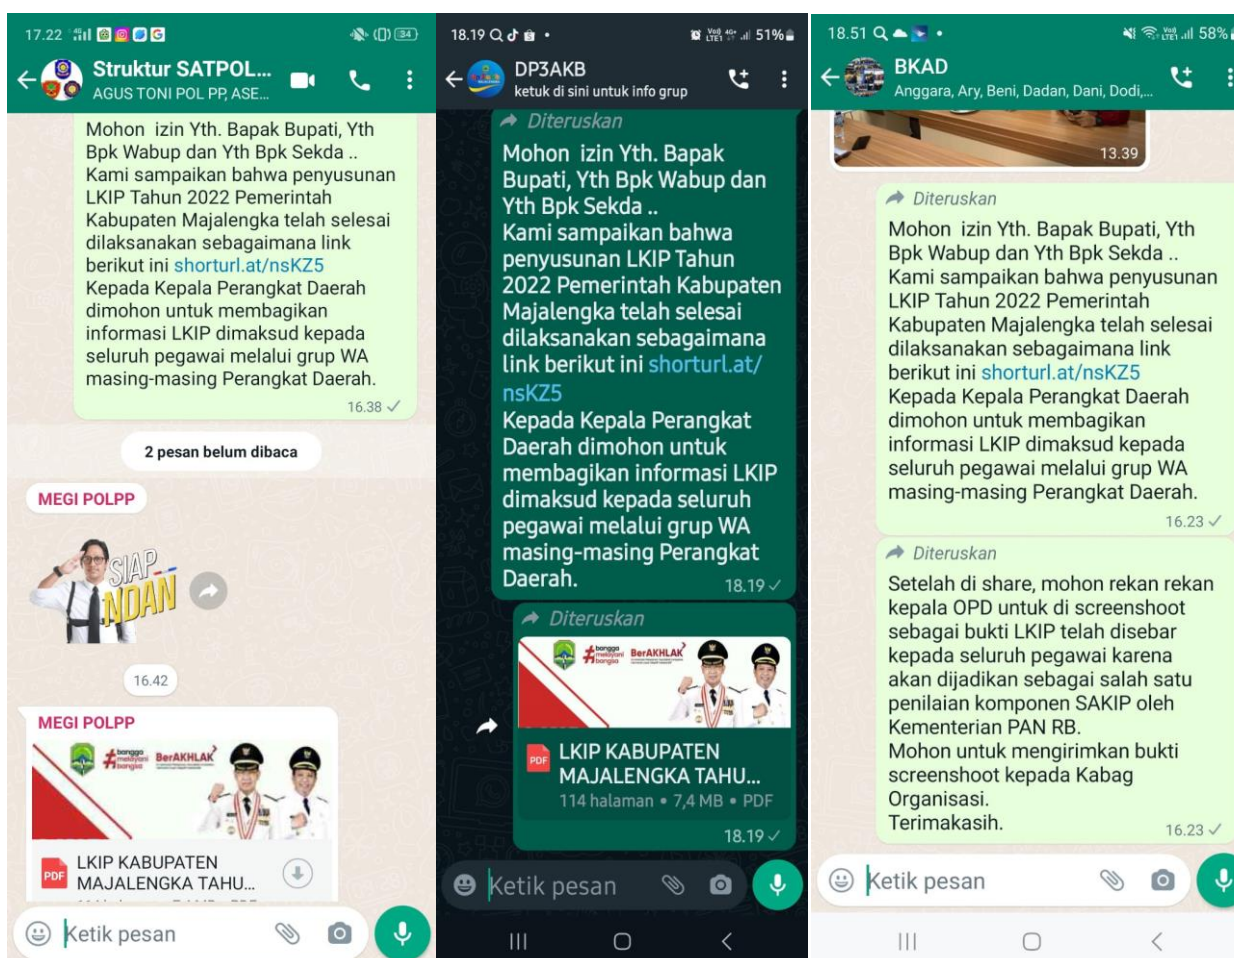 17.22
34
Struktur SATPOL...
AGUS TONI POL PP, ASE...
Mohon izin Yth. Bapak Bupati, Yth
Bpk Wabup dan Yth Bpk Sekda ..
Kami sampaikan bahwa penyusunan
LKIP Tahun 2022 Pemerintah
Kabupaten Majalengka telah selesai
dilaksanakan sebagaimana link
berikut ini shorturl.at/nsKZ5
Kepada Kepala Perangkat Daerah
dimohon untuk membagikan
informasi LKIP dimaksud kepada
seluruh pegawai melalui grup WA
masing-masing Perangkat Daerah.
16.38
2 pesan belum dibaca
MEGI POLPP
SIAP
NDAN
16.42
MEGI POLPP
#bangga
melayani
bangsa
BerAKHLAK
PDF
LKIP KABUPATEN
MAJALENGKA TAHU...
Ketik pesan
18.19
51%
DP3AKB
ketuk di sini untuk info grup
Diteruskan
Mohon izin Yth. Bapak
Bupati, Yth Bpk Wabup dan
Yth Bpk Sekda ..
Kami sampaikan bahwa
penyusunan LKIP Tahun
2022 Pemerintah Kabupaten
Majalengka telah selesai
dilaksanakan sebagaimana
link berikut ini shorturl.at/
nsKZ5
Kepada Kepala Perangkat
Daerah dimohon untuk
membagikan informasi LKIP
dimaksud kepada seluruh
pegawai melalui grup WA
masing-masing Perangkat
Daerah.
18.19
Diteruskan
#bangga
melayani
bangsa
BerAKHLAK
PDF
LKIP KABUPATEN
MAJALENGKA TAHU...
114 halaman • 7,4 MB • PDF
18.19
Ketik pesan
18.51
58%
BKAD
Anggara, Ary, Beni, Dadan, Dani, Dodi,...
13.39
Diteruskan
Mohon izin Yth. Bapak Bupati, Yth
Bpk Wabup dan Yth Bpk Sekda ..
Kami sampaikan bahwa penyusunan
LKIP Tahun 2022 Pemerintah
Kabupaten Majalengka telah selesai
dilaksanakan sebagaimana link
berikut ini shorturl.at/nsKZ5
Kepada Kepala Perangkat Daerah
dimohon untuk membagikan
informasi LKIP dimaksud kepada
seluruh pegawai melalui grup WA
masing-masing Perangkat Daerah.
16.23
Diteruskan
Setelah di share, mohon rekan rekan
kepala OPD untuk di screenshoot
sebagai bukti LKIP telah disebar
kepada seluruh pegawai karena
akan dijadikan sebagai salah satu
penilaian komponen SAKIP oleh
Kementerian PAN RB.
Mohon untuk mengirimkan bukti
screenshoot kepada Kabag
Organisasi.
Terimakasih.
16.23
Ketik pesan